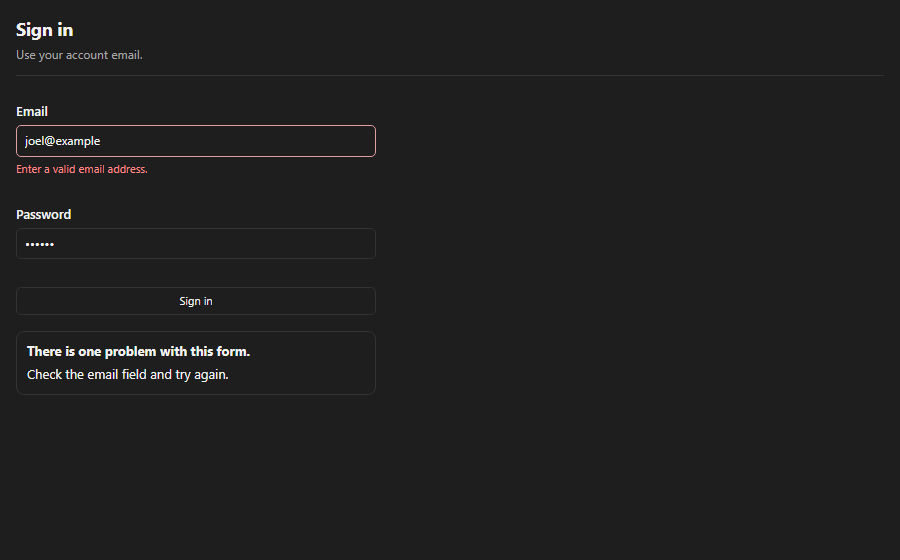 Sign in
Use your account email.
Email
joel@example
Enter a valid email address.
Password
••••••
Sign in
There is one problem with this form.
Check the email field and try again.